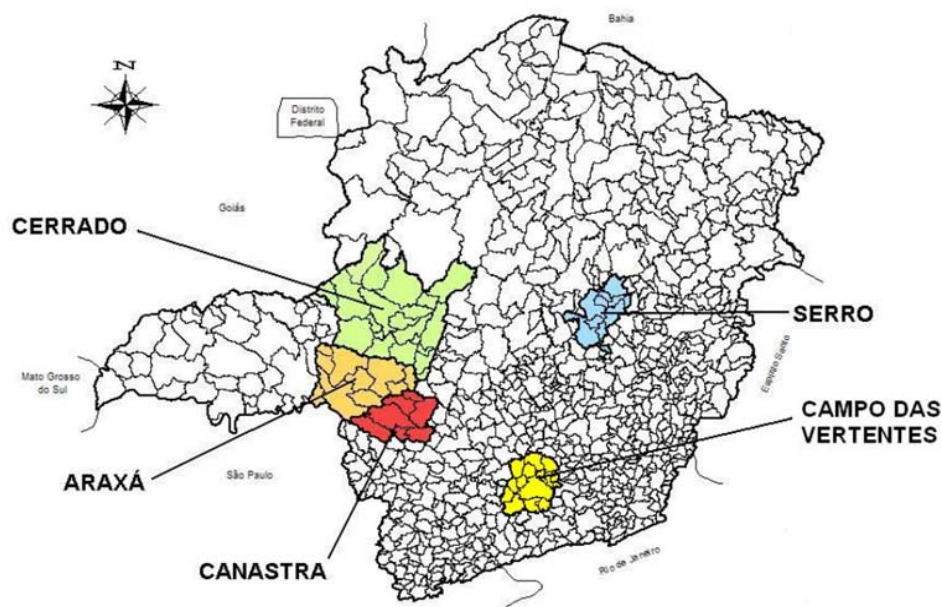 Bahia
N
Distrito
Federal
Goiás
CERRADO
SERRO
Espírito Santo
Mato Grosso
do Sul
CAMPO DAS
VERTENTES
São Paulo
ARAXÁ
Rio de Janeiro
CANASTRA